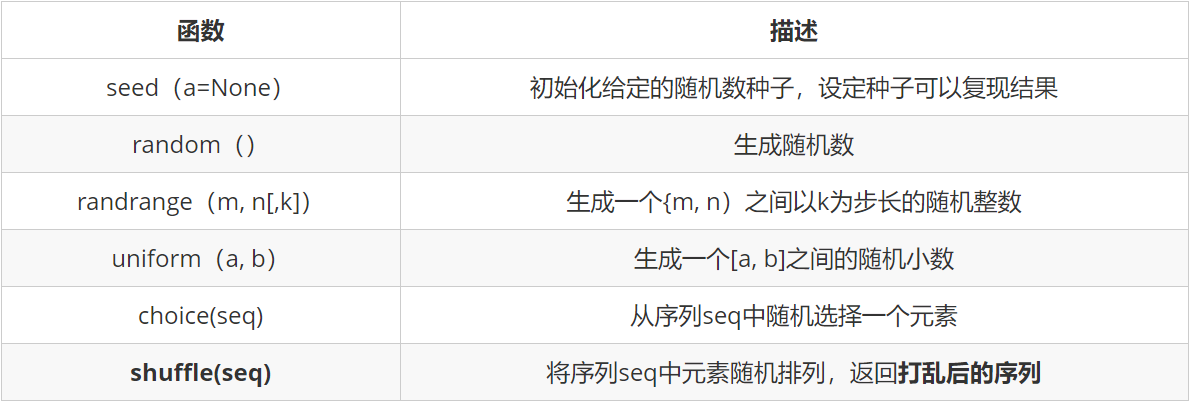 函数 描述
seed（a=None） 初始化给定的随机数种子，设定种子可以复现结果
random（） 生成随机数
randrange（m, n[,k]） 生成一个{m, n）之间以k为步长的随机整数
uniform（a, b） 生成一个[a, b]之间的随机小数
choice(seq) 从序列seq中随机选择一个元素
shuffle(seq) 将序列seq中元素随机排列，返回打乱后的序列